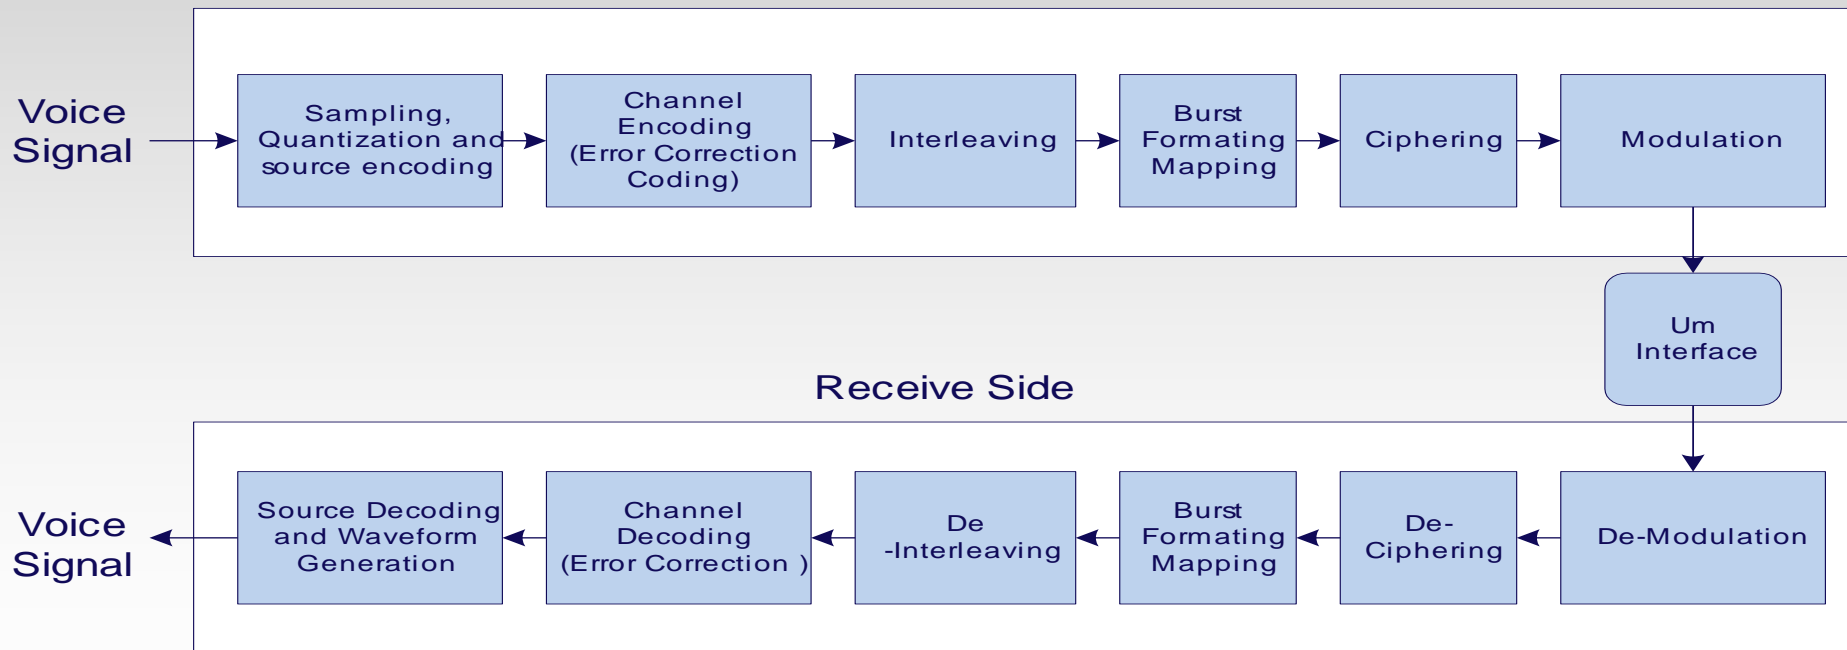 Voice
Signal
Sampling,
Quantization and
source encoding
Channel
Encoding
(Error Correction
Coding)
Interleaving
Burst
Formating
Mapping
Ciphering
Modulation
Um
Interface
Receive Side
Voice
Signal
Source Decoding
and Waveform
Generation
Channel
Decoding
(Error Correction )
De
-Interleaving
Burst
Formating
Mapping
De-
Ciphering
De-Modulation